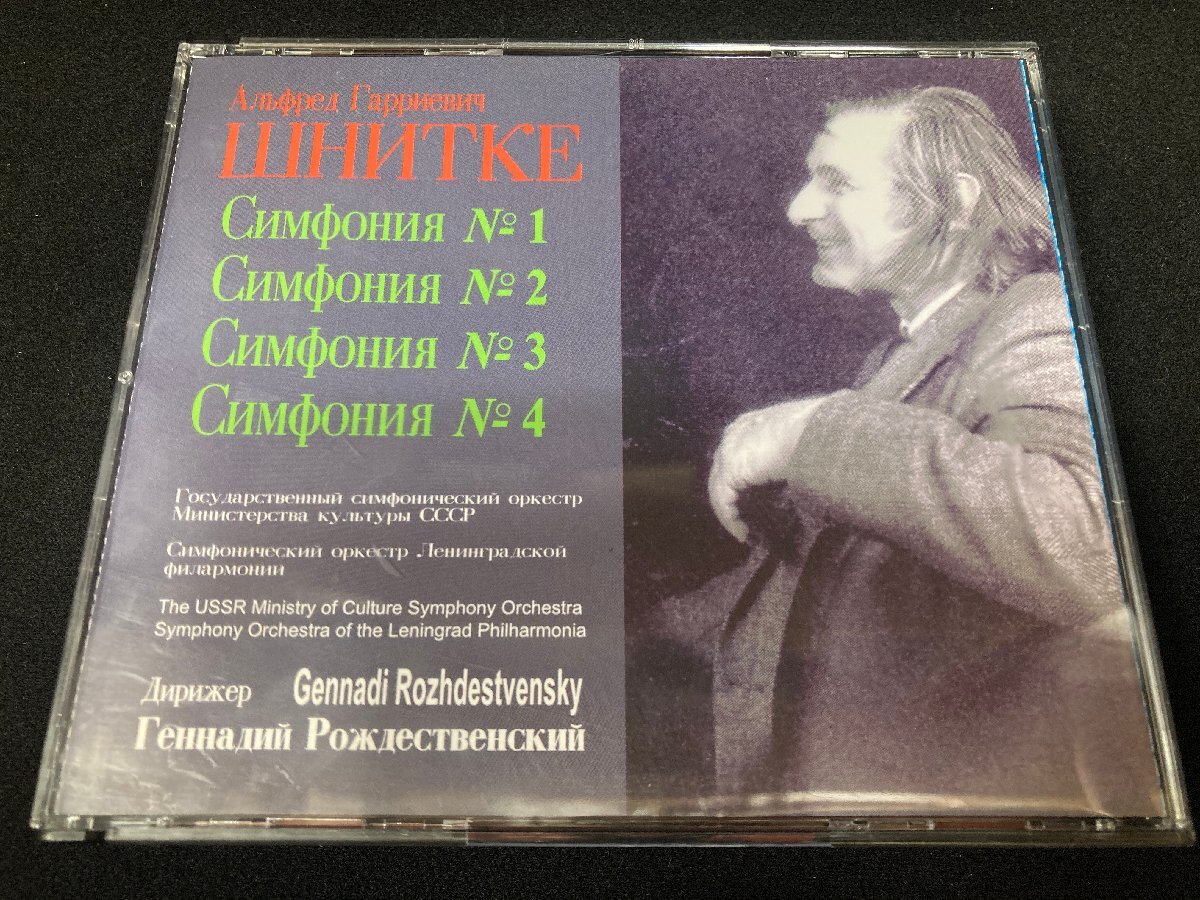 Альфред Гарриевич
ШНИТКЕ
Симфония № 1
Симфония № 2
Симфония № 3
Симфония № 4
Государственный симфонический оркестр
Министерства культуры СССР
Симфонический оркестр Ленинградской
филармонии
The USSR Ministry of Culture Symphony Orchestra
Symphony Orchestra of the Leningrad Philharmonia
Дирижер Gennadi Rozhdestvensky
Геннадий Рождественский